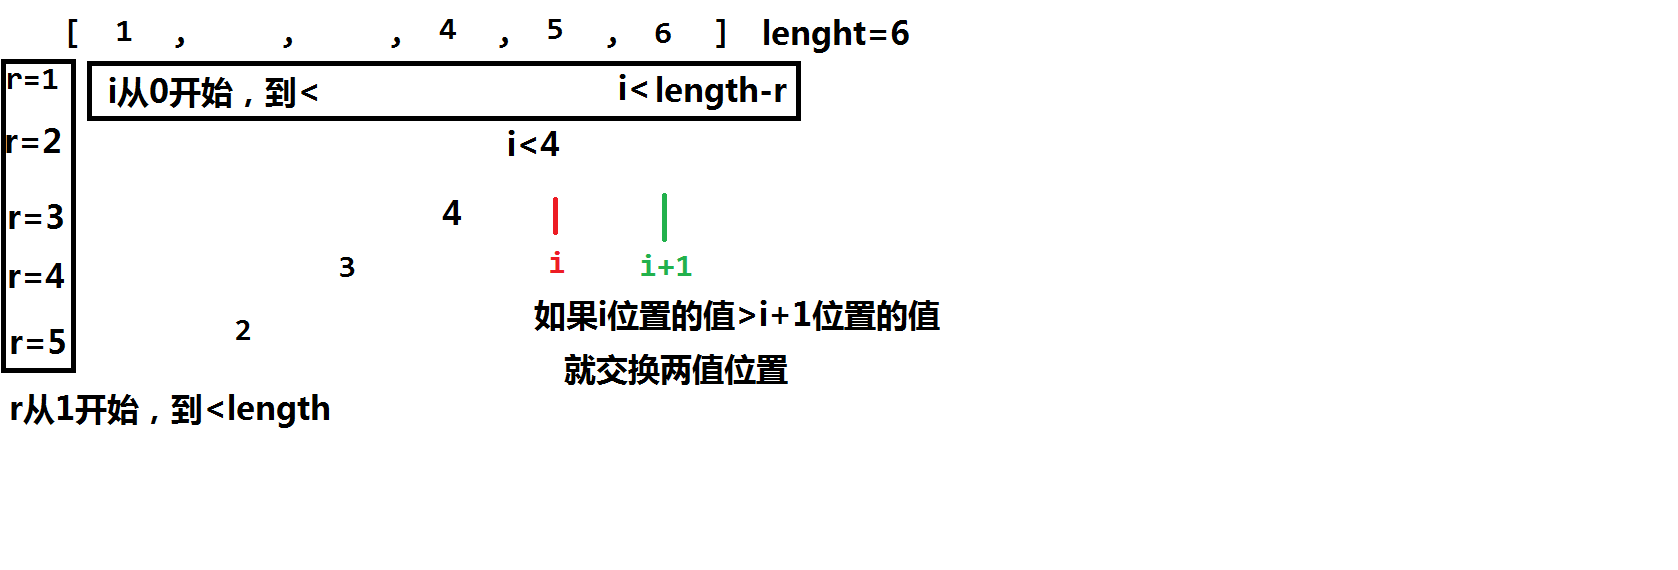 [ 1 , , , 4 , 5 , 6 ] lenght=6
r=1 i从0开始，到< i<length-r
r=2 i<4
r=3 4
r=4 3 i i+1
如果i位置的值>i+1位置的值
r=5 2
就交换两值位置
r从1开始，到<length